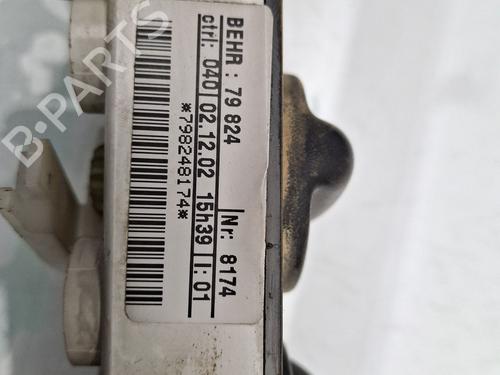 BEHR : 79 824 Nr: 8174
ctrl: 040 02.12.02 15h39 I: 01
*798248174*
B-PARTS